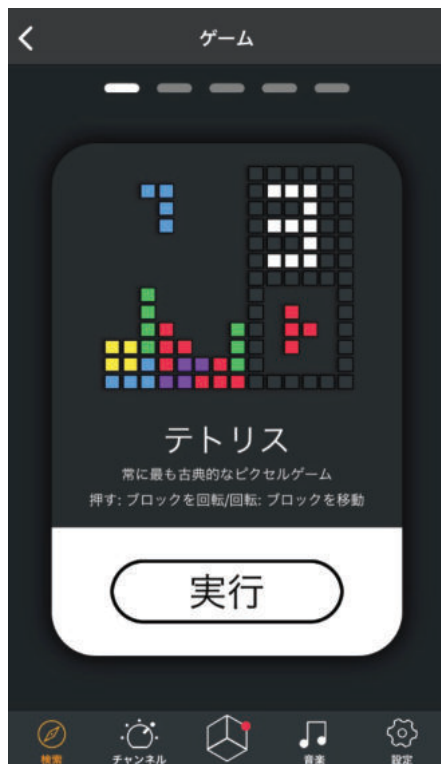 ゲーム
テトリス
常に最も古典的なピクセルゲーム
押す: ブロックを回転/回転: ブロックを移動
実行
検索
チャンネル
音楽
設定